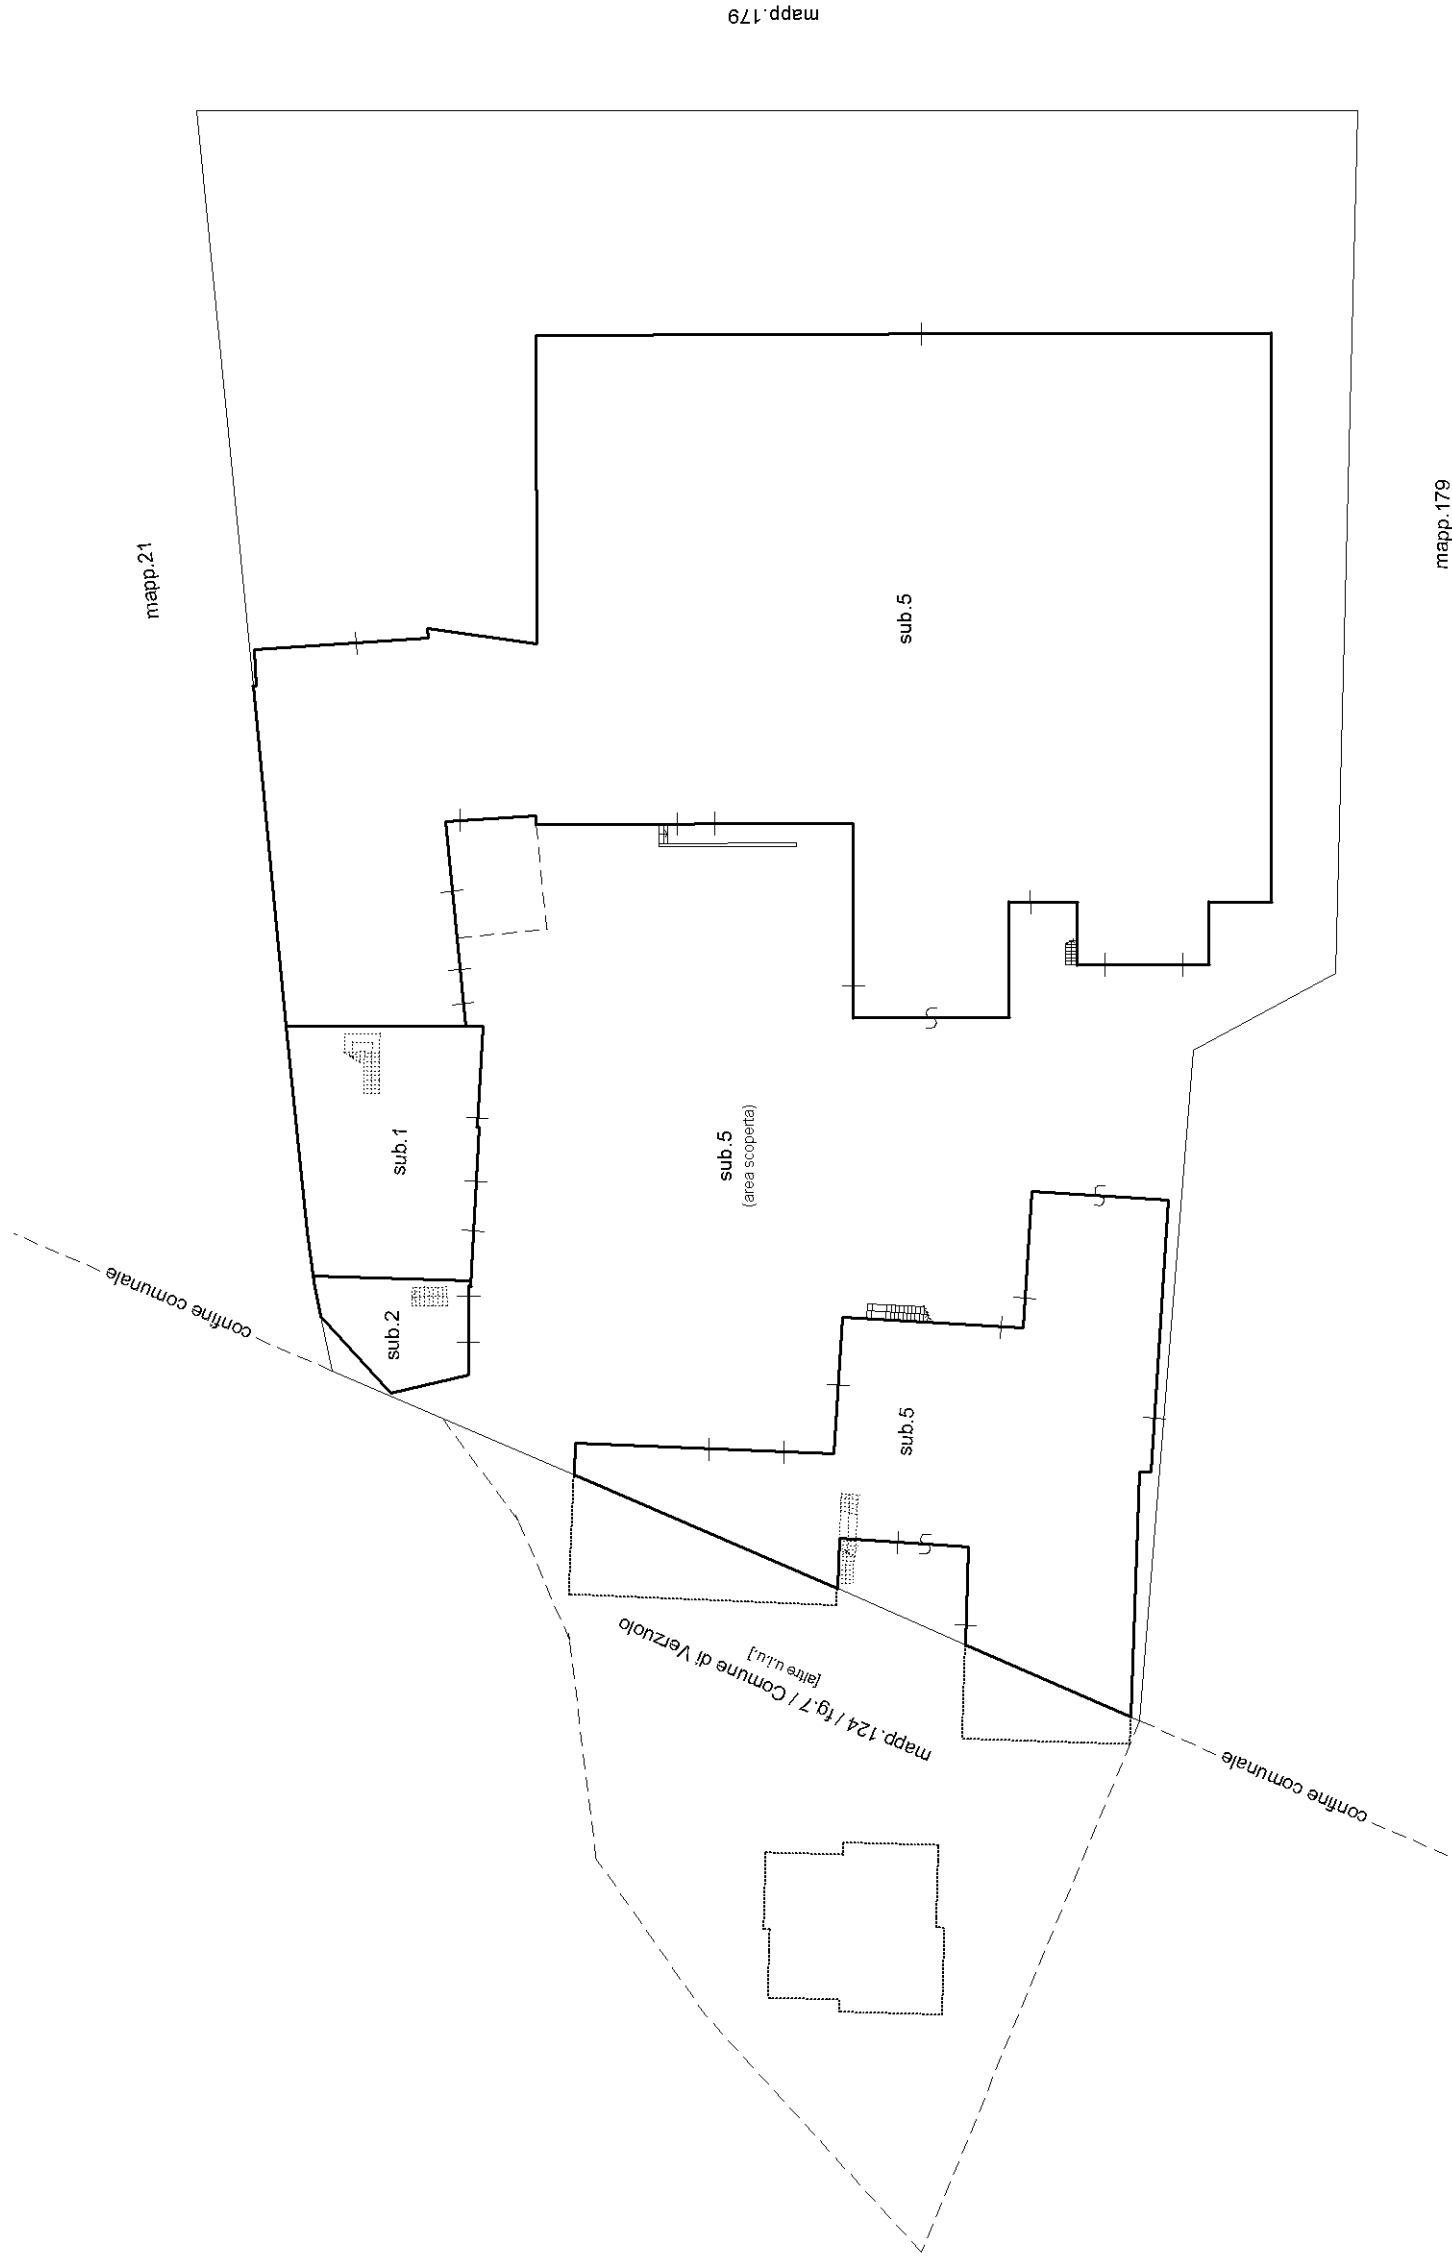 mapp.179
mapp.179
mapp.21
sub.5
sub.5
(area scoperta)
sub.1
sub.2
confine comunale
sub.5
mapp.124 / fg.7 / Comune di Verzuolo
[altre u.i.u.]
confine comunale